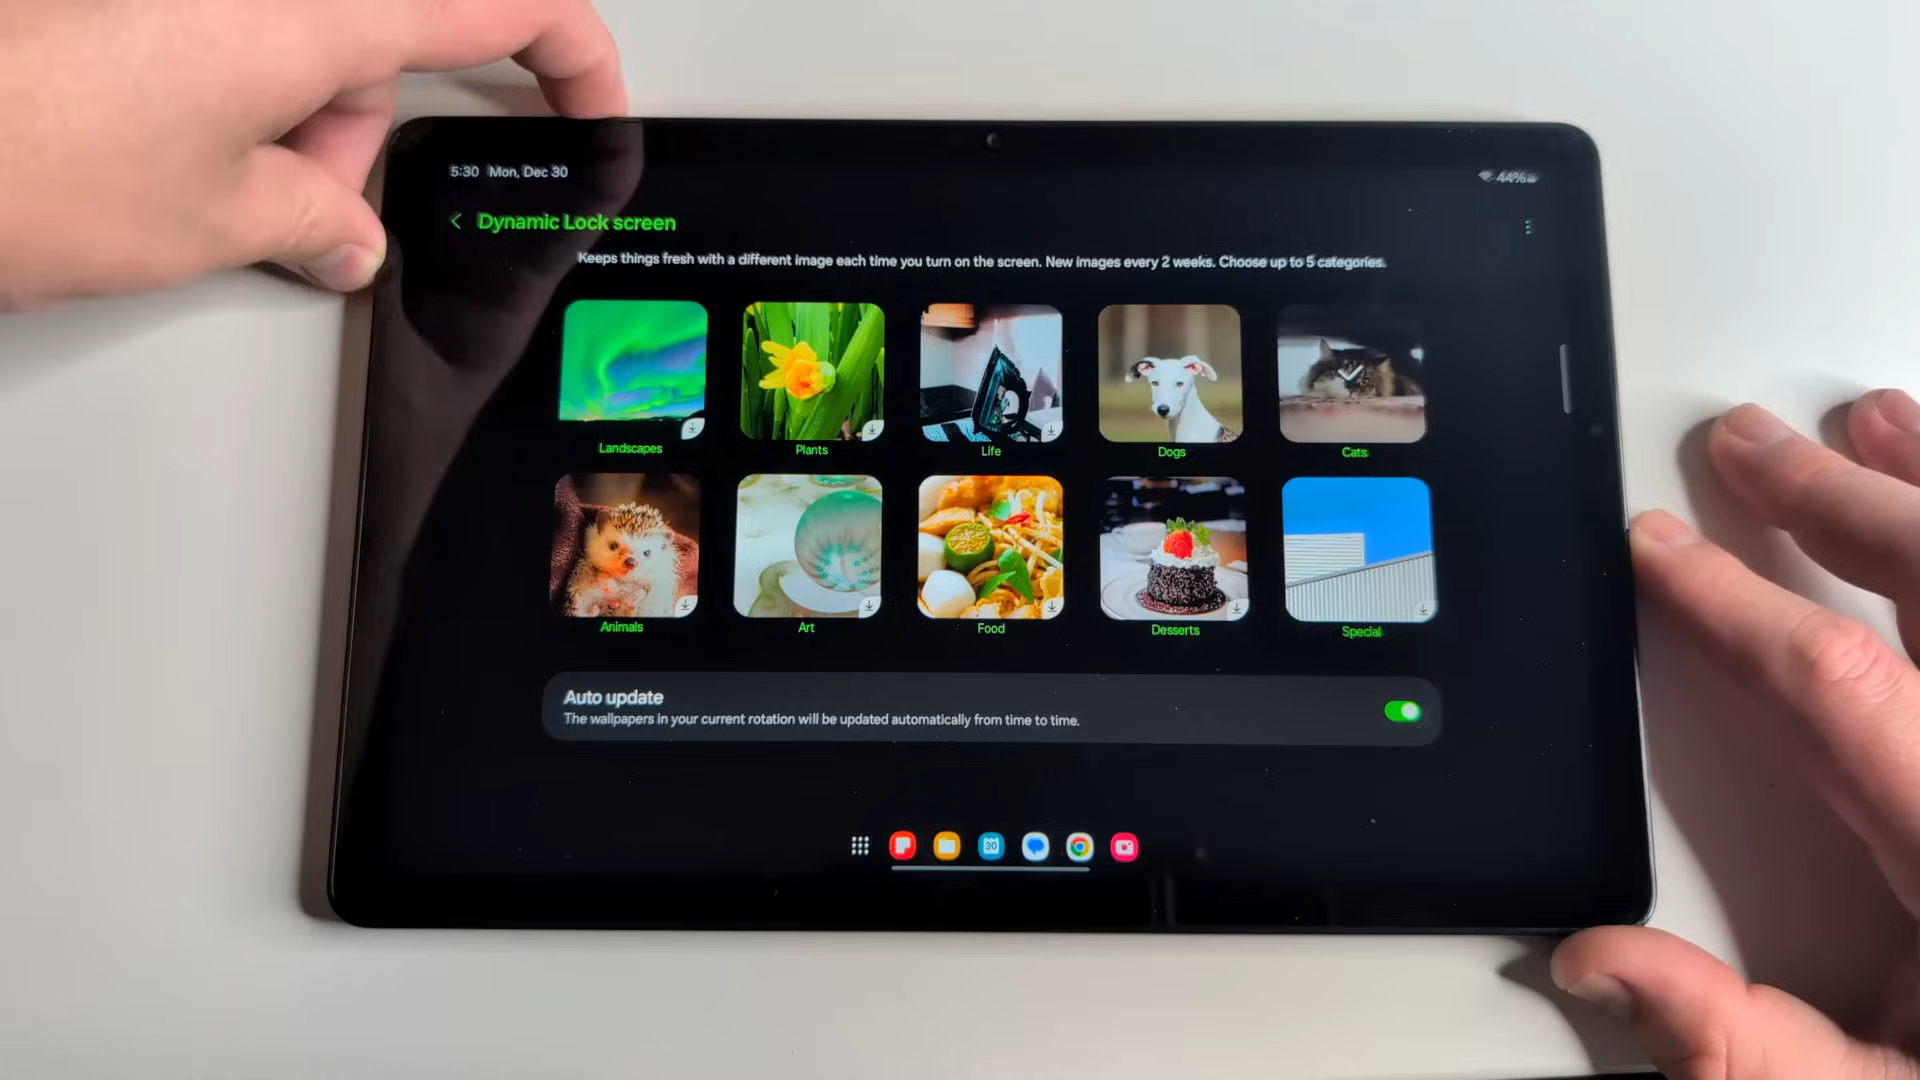 5:30 Mon, Dec 30
44%
Dynamic Lock screen
Keeps things fresh with a different image each time you turn on the screen. New images every 2 weeks. Choose up to 5 categories.
Landscapes
Plants
Life
Dogs
Cats
Animals
Art
Food
Desserts
Special
Auto update
The wallpapers in your current rotation will be updated automatically from time to time.
30